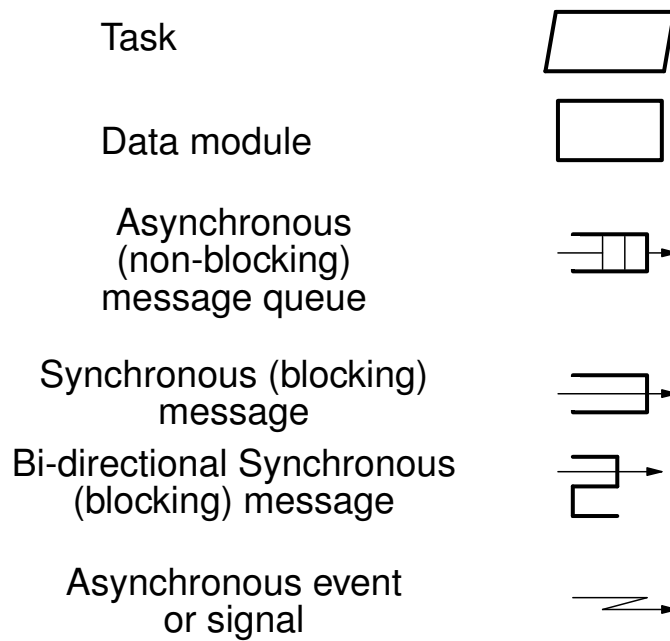 Task
Data module
Asynchronous
(non-blocking)
message queue
Synchronous (blocking)
message
Bi-directional Synchronous
(blocking) message
Asynchronous event
or signal